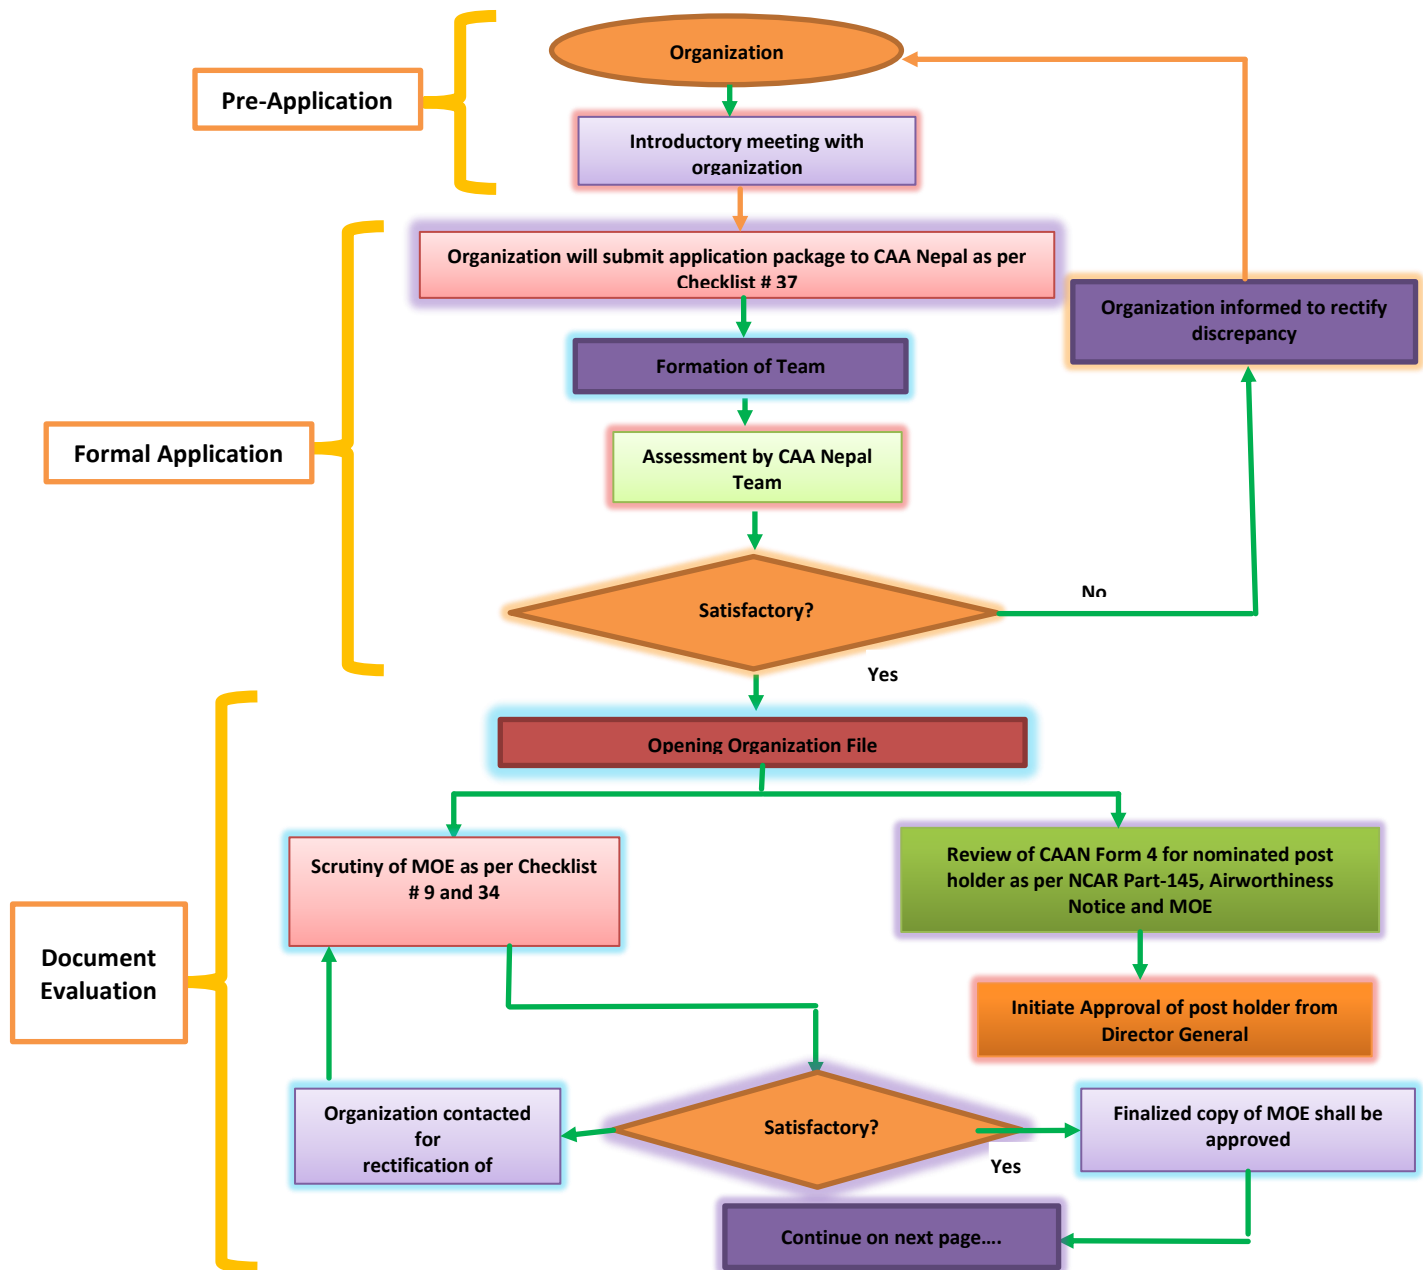 Organization
Pre-Application
Introductory meeting with
organization
Organization will submit application package to CAA Nepal as per
Checklist # 37
Organization informed to rectify
discrepancy
Formation of Team
Formal Application
Assessment by CAA Nepal
Team
Satisfactory?
No
Yes
Opening Organization File
Scrutiny of MOE as per Checklist
# 9 and 34
Review of CAAN Form 4 for nominated post
holder as per NCAR Part-145, Airworthiness
Notice and MOE
Document
Evaluation
Initiate Approval of post holder from
Director General
Organization contacted
for
rectification of
Satisfactory?
Yes
Finalized copy of MOE shall be
approved
Continue on next page....